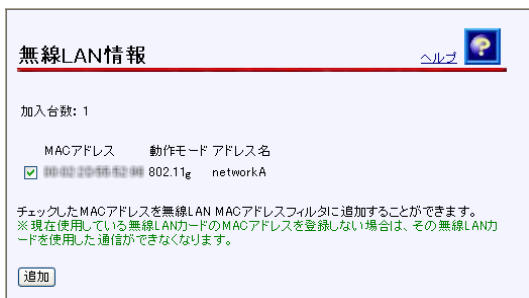 無線LAN情報
ヘルプ
加入台数: 1
MACアドレス 動作モード アドレス名
802.11g networkA
チェックしたMACアドレスを無線LAN MACアドレスフィルタに追加することができます。
※現在使用している無線LANカードのMACアドレスを登録しない場合は、その無線LANカ
ードを使用した通信ができなくなります。
追加